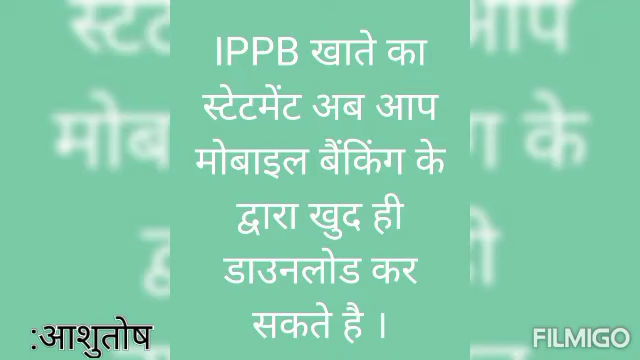 IPPB खाते का
स्टेटमेंट अब आप
मोबाइल बैंकिंग के
द्वारा खुद ही
डाउनलोड कर
सकते है ।
:आशुतोष
FILMIGO